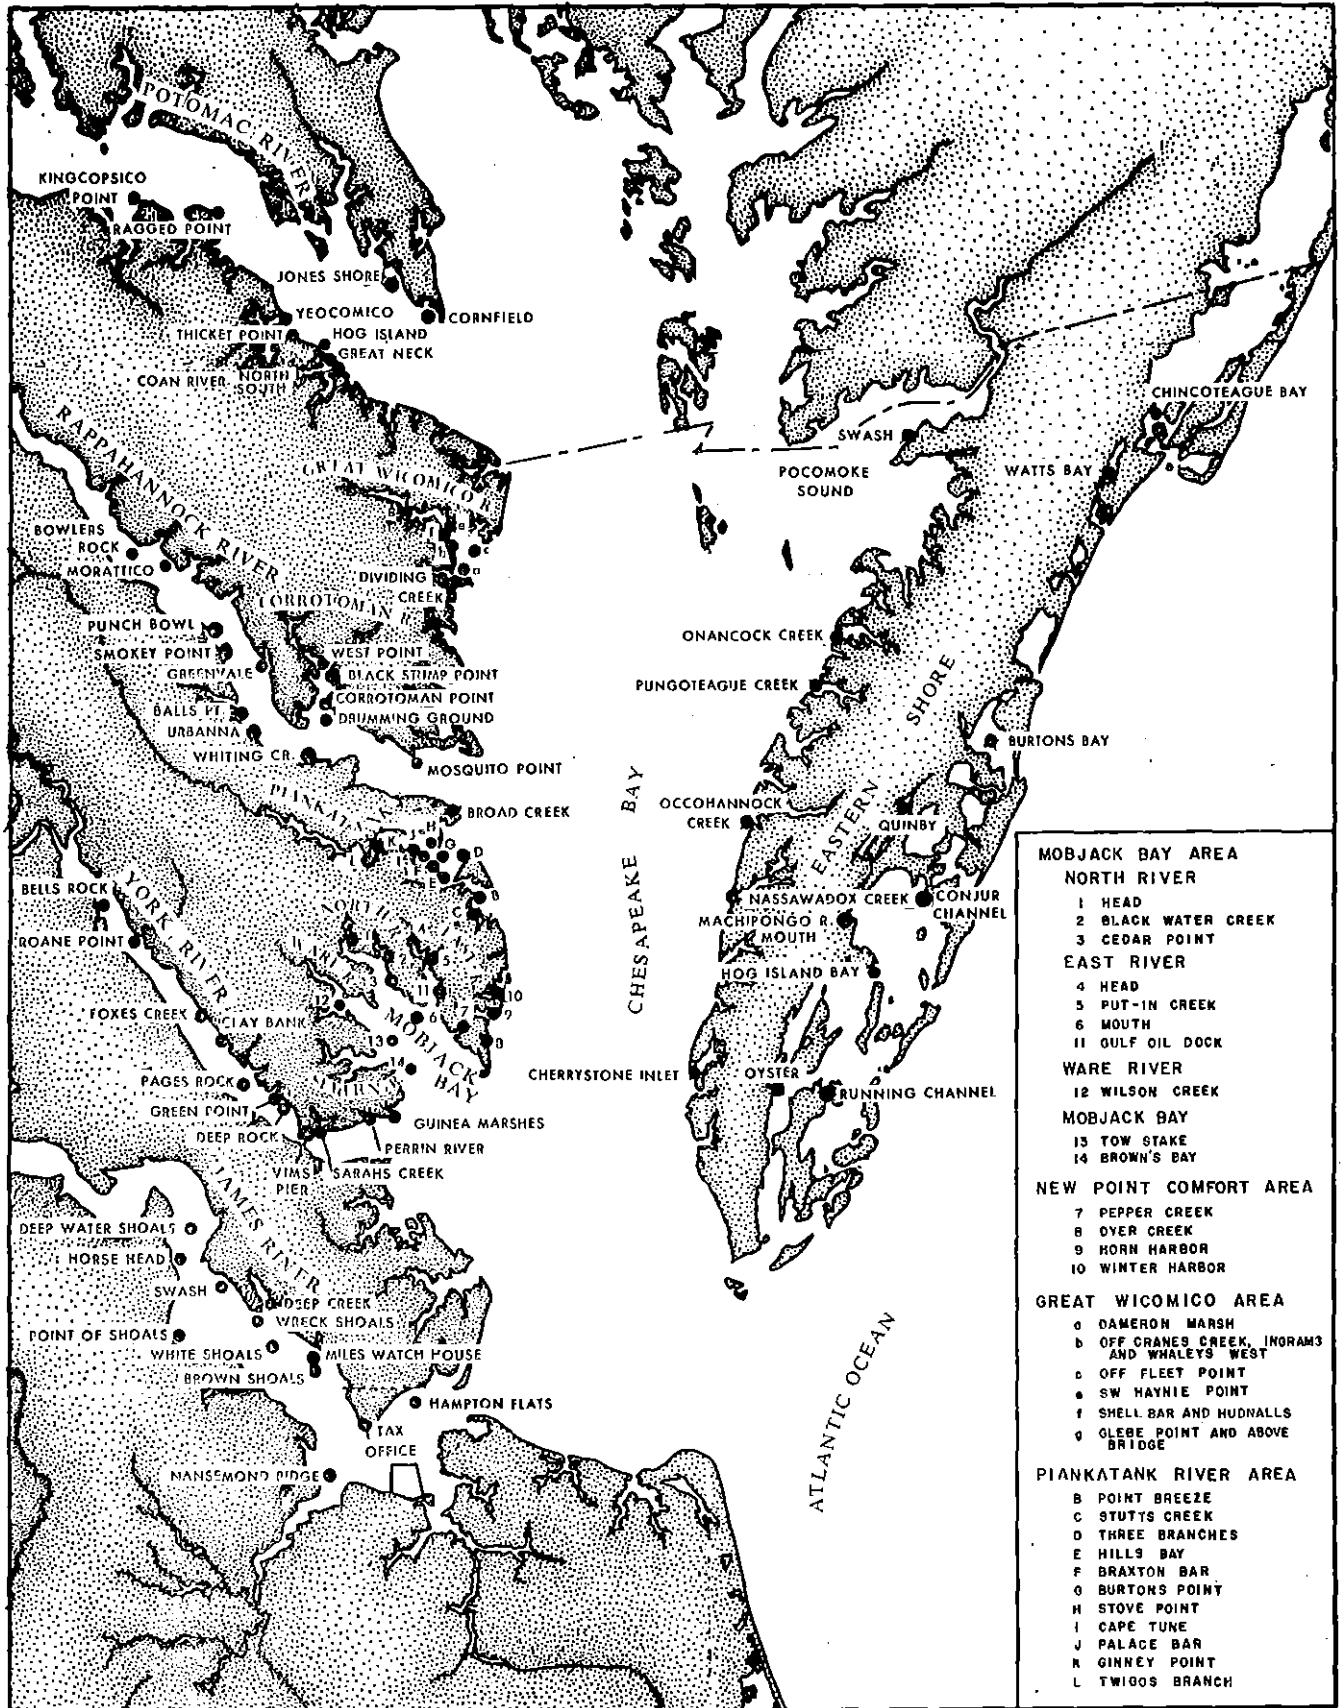 POTOMAC RIVER
KINGCOPSICO
POINT
RAGGED POINT
JONES SHORE
YEOCOMICO
CORNFIELD
THICKET POINT
HOG ISLAND
GREAT NECK
COAN RIVER
NORTH
SOUTH
CHINCOTEAGUE BAY
SWASH
POCOMOKE
SOUND
WATTS BAY
RAPPAHANNOCK RIVER
GREAT WICOMICO R.
BOWLERS
ROCK
MORATTICO
DIVIDING
CREEK
CORROTOMAN R.
PUNCH BOWL
SMOKEY POINT
GREENVALE
WEST POINT
BLACK STUMP POINT
CORROTOMAN POINT
DRUMMING GROUND
BALLS PT.
URBANNA
WHITING CR.
MOSQUITO POINT
ONANCOCK CREEK
PUNGOTEAGUE CREEK
EASTERN SHORE
BURTONS BAY
CHESAPEAKE BAY
PIANKATANK
BROAD CREEK
OCCOHANNOCK
CREEK
QUINBY
H
J
K
G
D
L
I
F
E
B
C
BELLS ROCK
ROANE POINT
YORK RIVER
NORTH R.
EAST R.
WARE R.
NASSAWADOX CREEK
CONJUR
CHANNEL
MACHIPONGO R.
MOUTH
HOG ISLAND BAY
2
5
3
11
10
12
6
7
9
13
8
14
FOXES CREEK
CLAY BANK
MOBJACK
BAY
PAGES ROCK
GREEN POINT
DEEP ROCK
GUINEA MARSHES
PERRIN RIVER
VIMS
PIER
SARAHS CREEK
CHERRYSTONE INLET
OYSTER
RUNNING CHANNEL
JAMES RIVER
DEEP WATER SHOALS
HORSE HEAD
SWASH
DEEP CREEK
WRECK SHOALS
POINT OF SHOALS
WHITE SHOALS
MILES WATCH HOUSE
BROWN SHOALS
HAMPTON FLATS
TAX
OFFICE
NANSEMOND RIDGE
ATLANTIC OCEAN
MOBJACK BAY AREA
NORTH RIVER
1 HEAD
2 BLACK WATER CREEK
3 CEDAR POINT
EAST RIVER
4 HEAD
5 PUT-IN CREEK
6 MOUTH
11 GULF OIL DOCK
WARE RIVER
12 WILSON CREEK
MOBJACK BAY
13 TOW STAKE
14 BROWN'S BAY
NEW POINT COMFORT AREA
7 PEPPER CREEK
8 DYER CREEK
9 HORN HARBOR
10 WINTER HARBOR
GREAT WICOMICO AREA
a DAMERON MARSH
b OFF CRANES CREEK, INGRAMS
AND WHALEYS WEST
c OFF FLEET POINT
e SW HAYNIE POINT
f SHELL BAR AND HUDNALLS
g GLEBE POINT AND ABOVE
BRIDGE
PIANKATANK RIVER AREA
B POINT BREEZE
C STUTTS CREEK
D THREE BRANCHES
E HILLS BAY
F BRAXTON BAR
G BURTONS POINT
H STOVE POINT
I CAPE TUNE
J PALACE BAR
K GINNEY POINT
L TWIGGS BRANCH